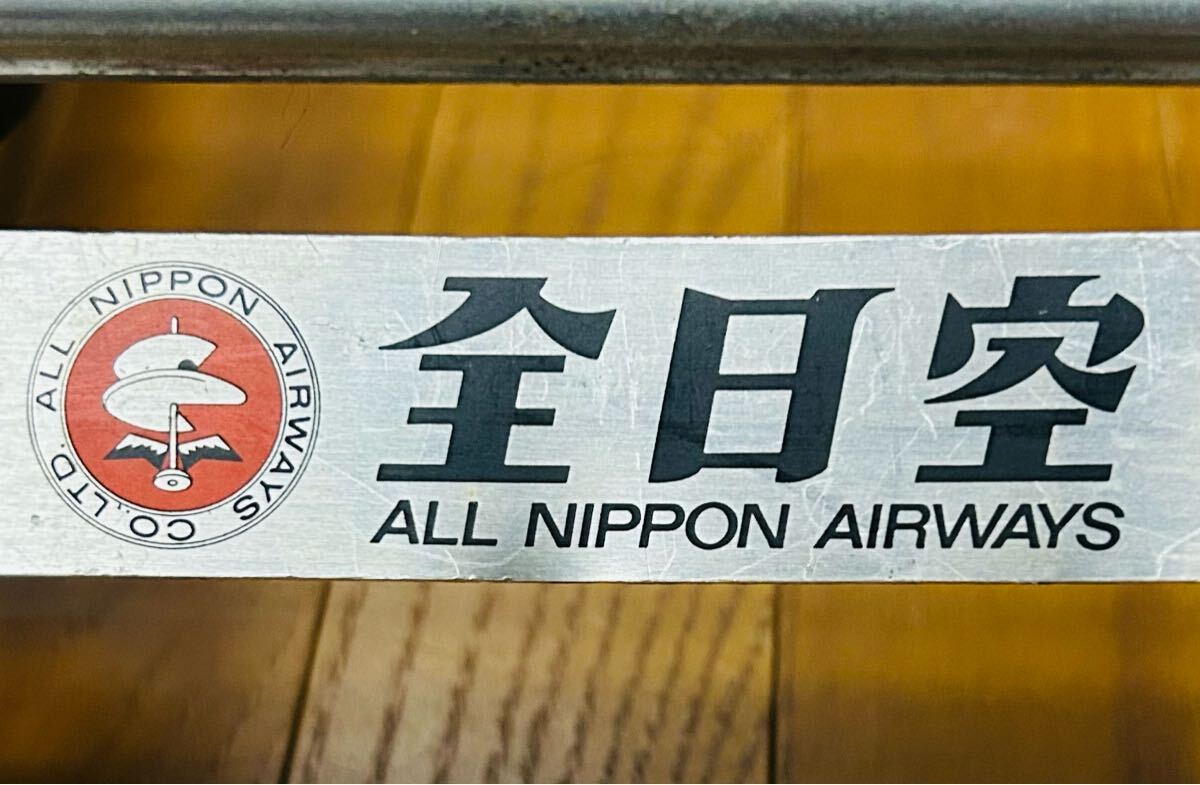 ALL NIPPON AIRWAYS CO.,LTD.
全日空
ALL NIPPON AIRWAYS